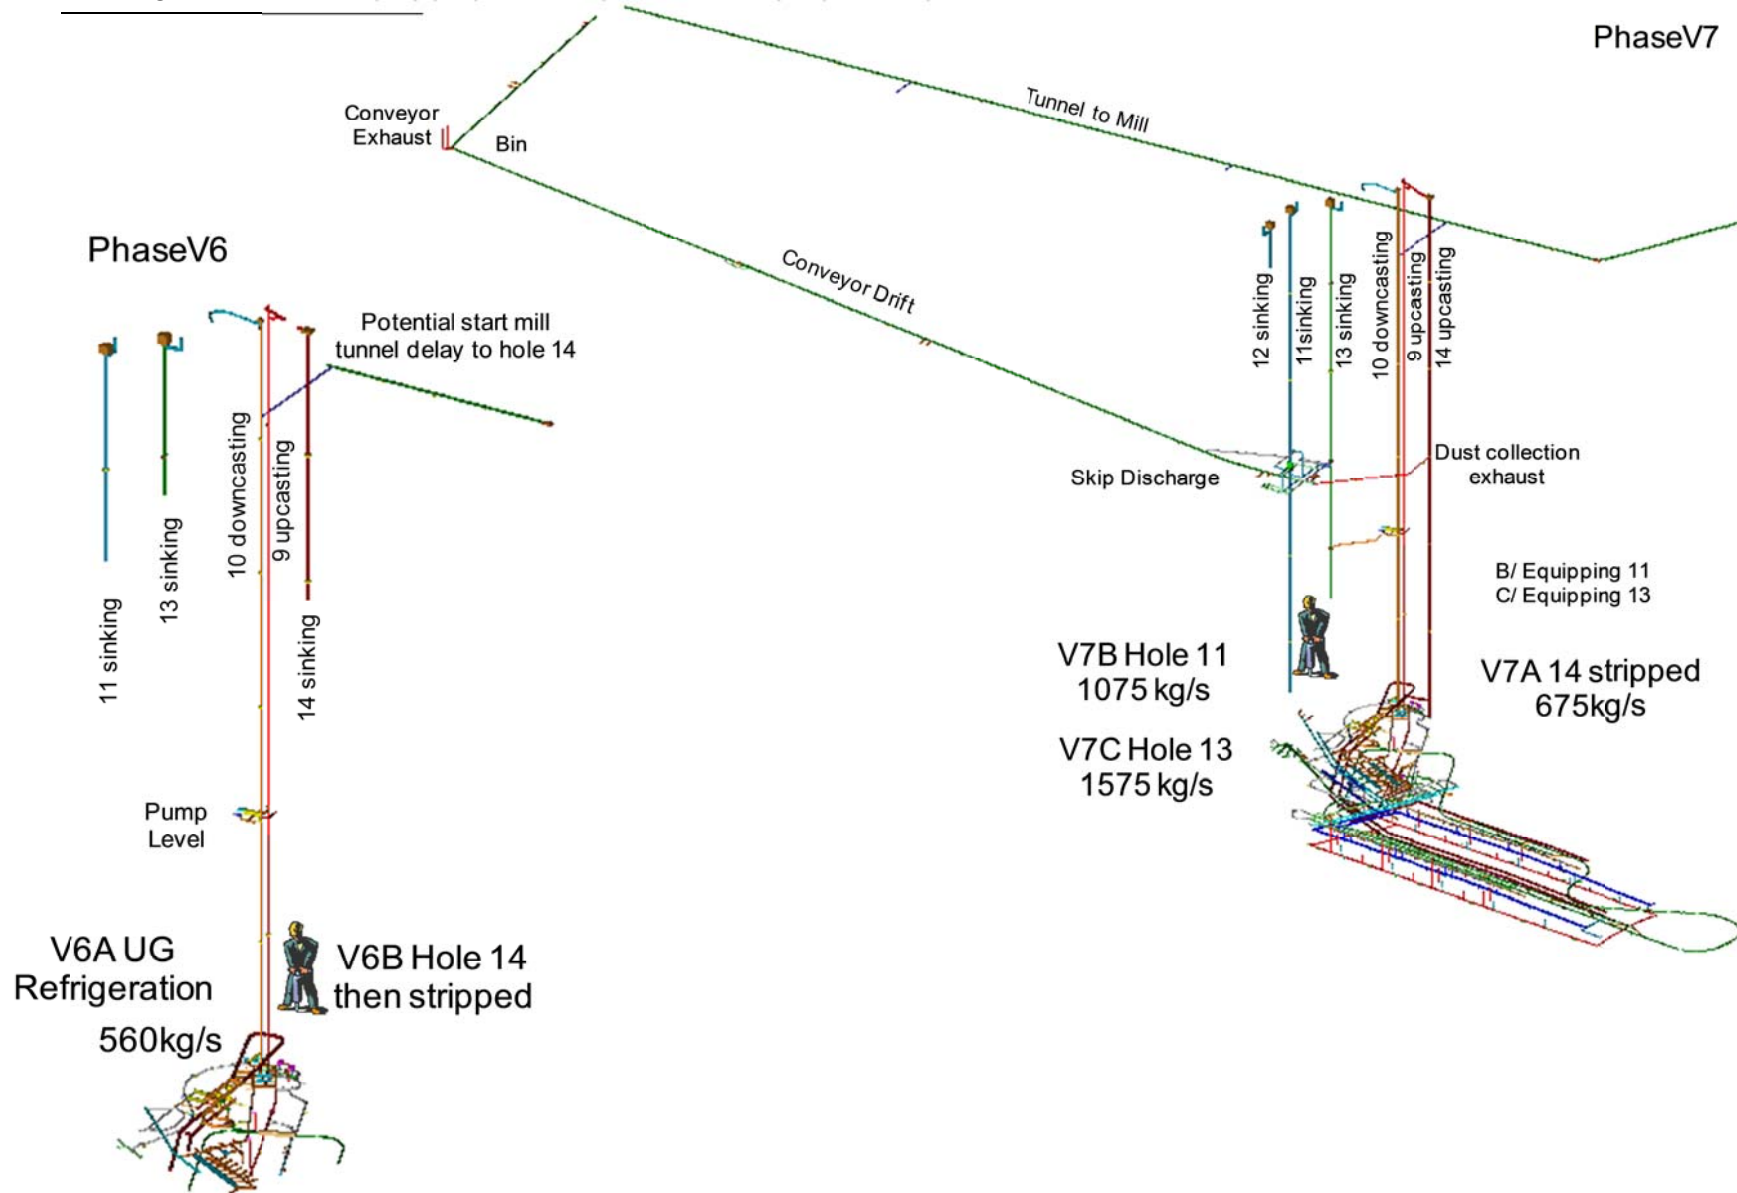 PhaseV7
Tunnel to Mill
Conveyor
Exhaust
Bin
Conveyor Drift
PhaseV6
Potential start mill
tunnel delay to hole 14
11 sinking
13 sinking
10 downcasting
9 upcasting
14 sinking
Pump
Level
V6A UG
Refrigeration
560kg/s
V6B Hole 14
then stripped
12 sinking
11sinking
13 sinking
10 downcasting
9 upcasting
14 upcasting
Skip Discharge
Dust collection
exhaust
B/ Equipping 11
C/ Equipping 13
V7B Hole 11
1075 kg/s
V7C Hole 13
1575 kg/s
V7A 14 stripped
675kg/s